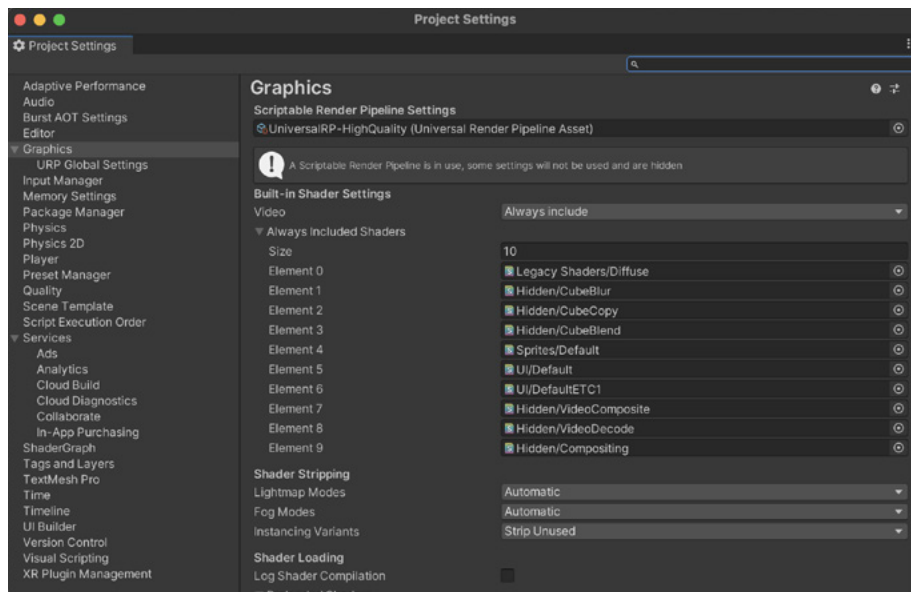 Project Settings
Project Settings
Adaptive Performance
Audio
Burst AOT Settings
Editor
Graphics
URP Global Settings
Input Manager
Memory Settings
Package Manager
Physics
Physics 2D
Player
Preset Manager
Quality
Scene Template
Script Execution Order
Services
Ads
Analytics
Cloud Build
Cloud Diagnostics
Collaborate
In-App Purchasing
ShaderGraph
Tags and Layers
TextMesh Pro
Time
Timeline
UI Builder
Version Control
Visual Scripting
XR Plugin Management
Graphics
Scriptable Render Pipeline Settings
UniversalRP-HighQuality (Universal Render Pipeline Asset)
A Scriptable Render Pipeline is in use, some settings will not be used and are hidden
Built-in Shader Settings
Video Always include
Always Included Shaders
Size 10
Element 0 Legacy Shaders/Diffuse
Element 1 Hidden/CubeBlur
Element 2 Hidden/CubeCopy
Element 3 Hidden/CubeBlend
Element 4 Sprites/Default
Element 5 UI/Default
Element 6 UI/DefaultETC1
Element 7 Hidden/VideoComposite
Element 8 Hidden/VideoDecode
Element 9 Hidden/Compositing
Shader Stripping
Lightmap Modes Automatic
Fog Modes Automatic
Instancing Variants Strip Unused
Shader Loading
Log Shader Compilation